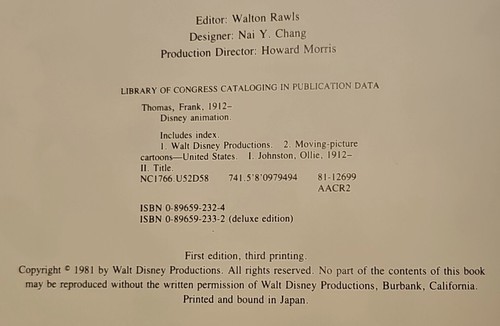 Editor: Walton Rawls
Designer: Nai Y. Chang
Production Director: Howard Morris
LIBRARY OF CONGRESS CATALOGING IN PUBLICATION DATA
Thomas, Frank, 1912–
Disney animation.
Includes index.
1. Walt Disney Productions. 2. Moving-picture
cartoons—United States. I. Johnston, Ollie, 1912–
II. Title.
NC1766.U52D58 741.5'8'0979494 81-12699
AACR2
ISBN 0-89659-232-4
ISBN 0-89659-233-2 (deluxe edition)
First edition, third printing.
Copyright © 1981 by Walt Disney Productions. All rights reserved. No part of the contents of this book
may be reproduced without the written permission of Walt Disney Productions, Burbank, California.
Printed and bound in Japan.